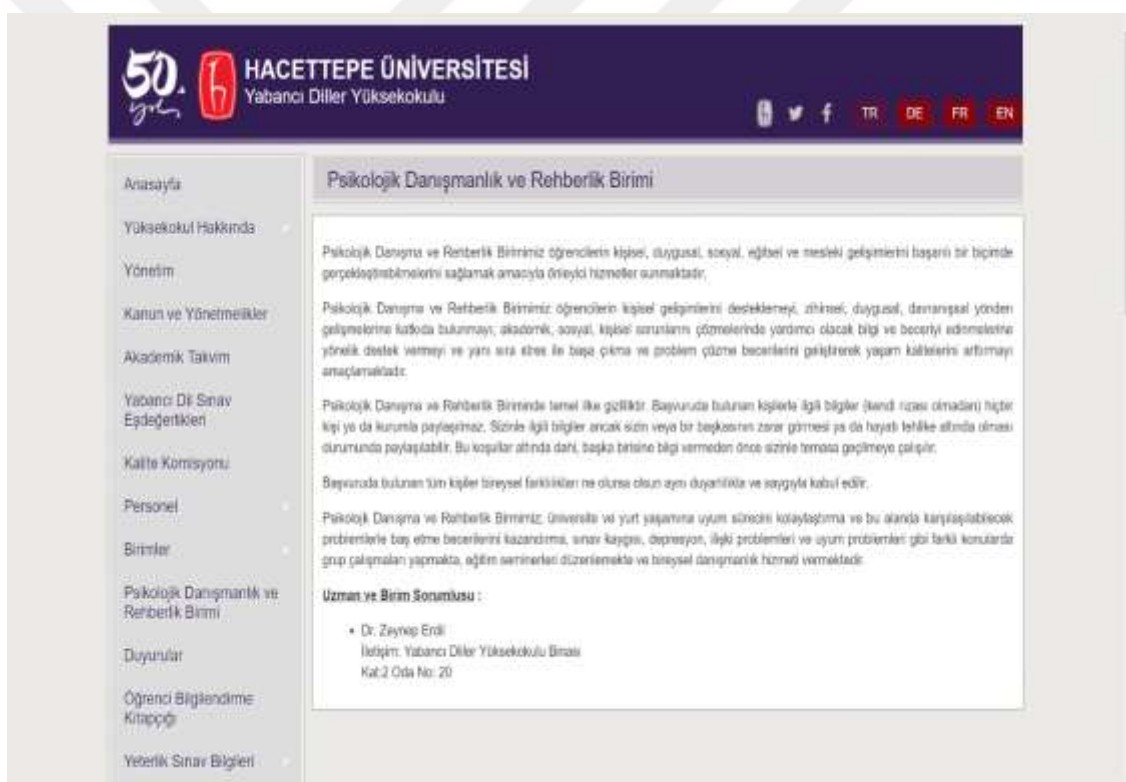 50. yıl
HACETTEPE ÜNİVERSİTESİ
Yabancı Diller Yüksekokulu
TR DE FR EN
Anasayfa
Yüksekokul Hakkında
Yönetim
Kanun ve Yönetmelikler
Akademik Takvim
Yabancı Dil Sınav
Eşdeğerlikleri
Kalite Komisyonu
Personel
Birimler
Psikolojik Danışmanlık ve
Rehberlik Birimi
Duyurular
Öğrenci Bilgilendirme
Kitapçığı
Yeterlik Sınav Bilgileri
Psikolojik Danışmanlık ve Rehberlik Birimi
Psikolojik Danışma ve Rehberlik Birimimiz öğrencilerin kişisel, duygusal, sosyal, eğitsel ve mesleki gelişimlerini başarılı bir biçimde
gerçekleştirebilmelerini sağlamak amacıyla önleyici hizmetler sunmaktadır.
Psikolojik Danışma ve Rehberlik Birimimiz öğrencilerin kişisel gelişimlerini desteklemeyi, zihinsel, duygusal, davranışsal yönden
gelişmelerine katkıda bulunmayı, akademik, sosyal, kişisel sorunlarını çözmelerinde yardımcı olacak bilgi ve beceriyi edinmelerine
yönelik destek vermeyi ve yanı sıra stres ile başa çıkma ve problem çözme becerilerini geliştirerek yaşam kalitelerini arttırmayı
amaçlamaktadır.
Psikolojik Danışma ve Rehberlik Biriminde temel ilke gizliliktir. Başvuruda bulunan kişilerle ilgili bilgiler (kendi rızası olmadan) hiçbir
kişi ya da kurumla paylaşılmaz. Sizinle ilgili bilgiler ancak sizin veya bir başkasının zarar görmesi ya da hayati tehlike altında olması
durumunda paylaşılabilir. Bu koşullar altında dahi, başka birisine bilgi vermeden önce sizinle temasa geçilmeye çalışılır.
Başvuruda bulunan tüm kişiler bireysel farklılıkları ne olursa olsun aynı duyarlılıkla ve saygıyla kabul edilir.
Psikolojik Danışma ve Rehberlik Birimimiz; üniversite ve yurt yaşamına uyum sürecini kolaylaştırma ve bu alanda karşılaşılabilecek
problemlerle baş etme becerilerini kazandırma, sınav kaygısı, depresyon, ilişki problemleri ve uyum problemleri gibi farklı konularda
grup çalışmaları yapmakta, eğitim seminerleri düzenlemekte ve bireysel danışmanlık hizmeti vermektedir.
Uzman ve Birim Sorumlusu :
• Dr. Zeynep Erdi
İletişim: Yabancı Diller Yüksekokulu Binası
Kat:2 Oda No: 20